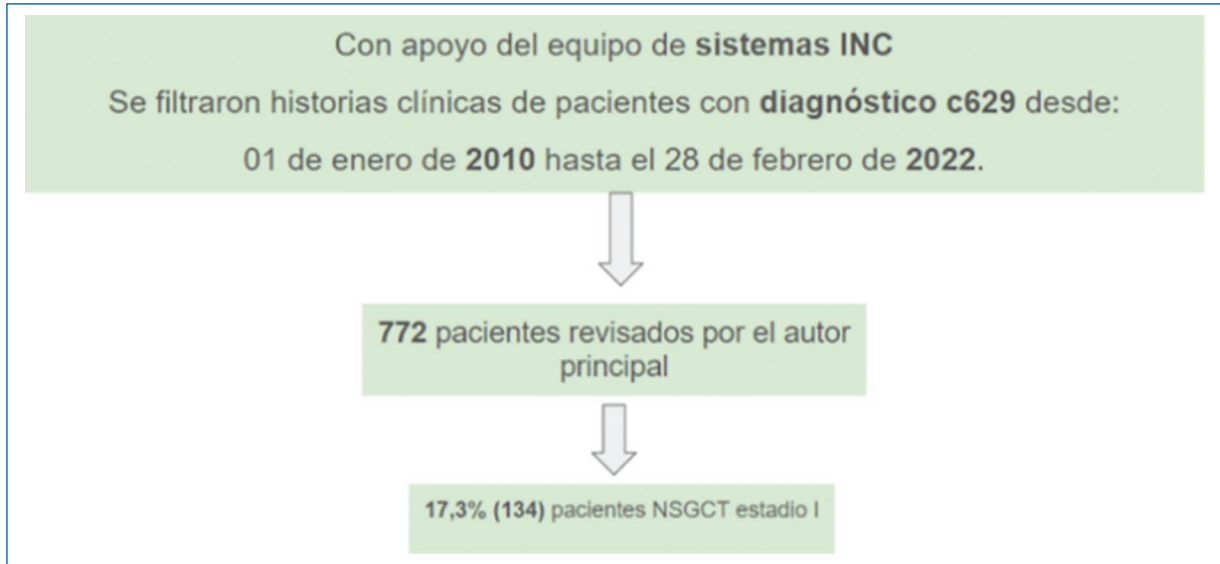 Con apoyo del equipo de sistemas INC
Se filtraron historias clínicas de pacientes con diagnóstico c629 desde:
01 de enero de 2010 hasta el 28 de febrero de 2022.
772 pacientes revisados por el autor
principal
17,3% (134) pacientes NSGCT estadio I